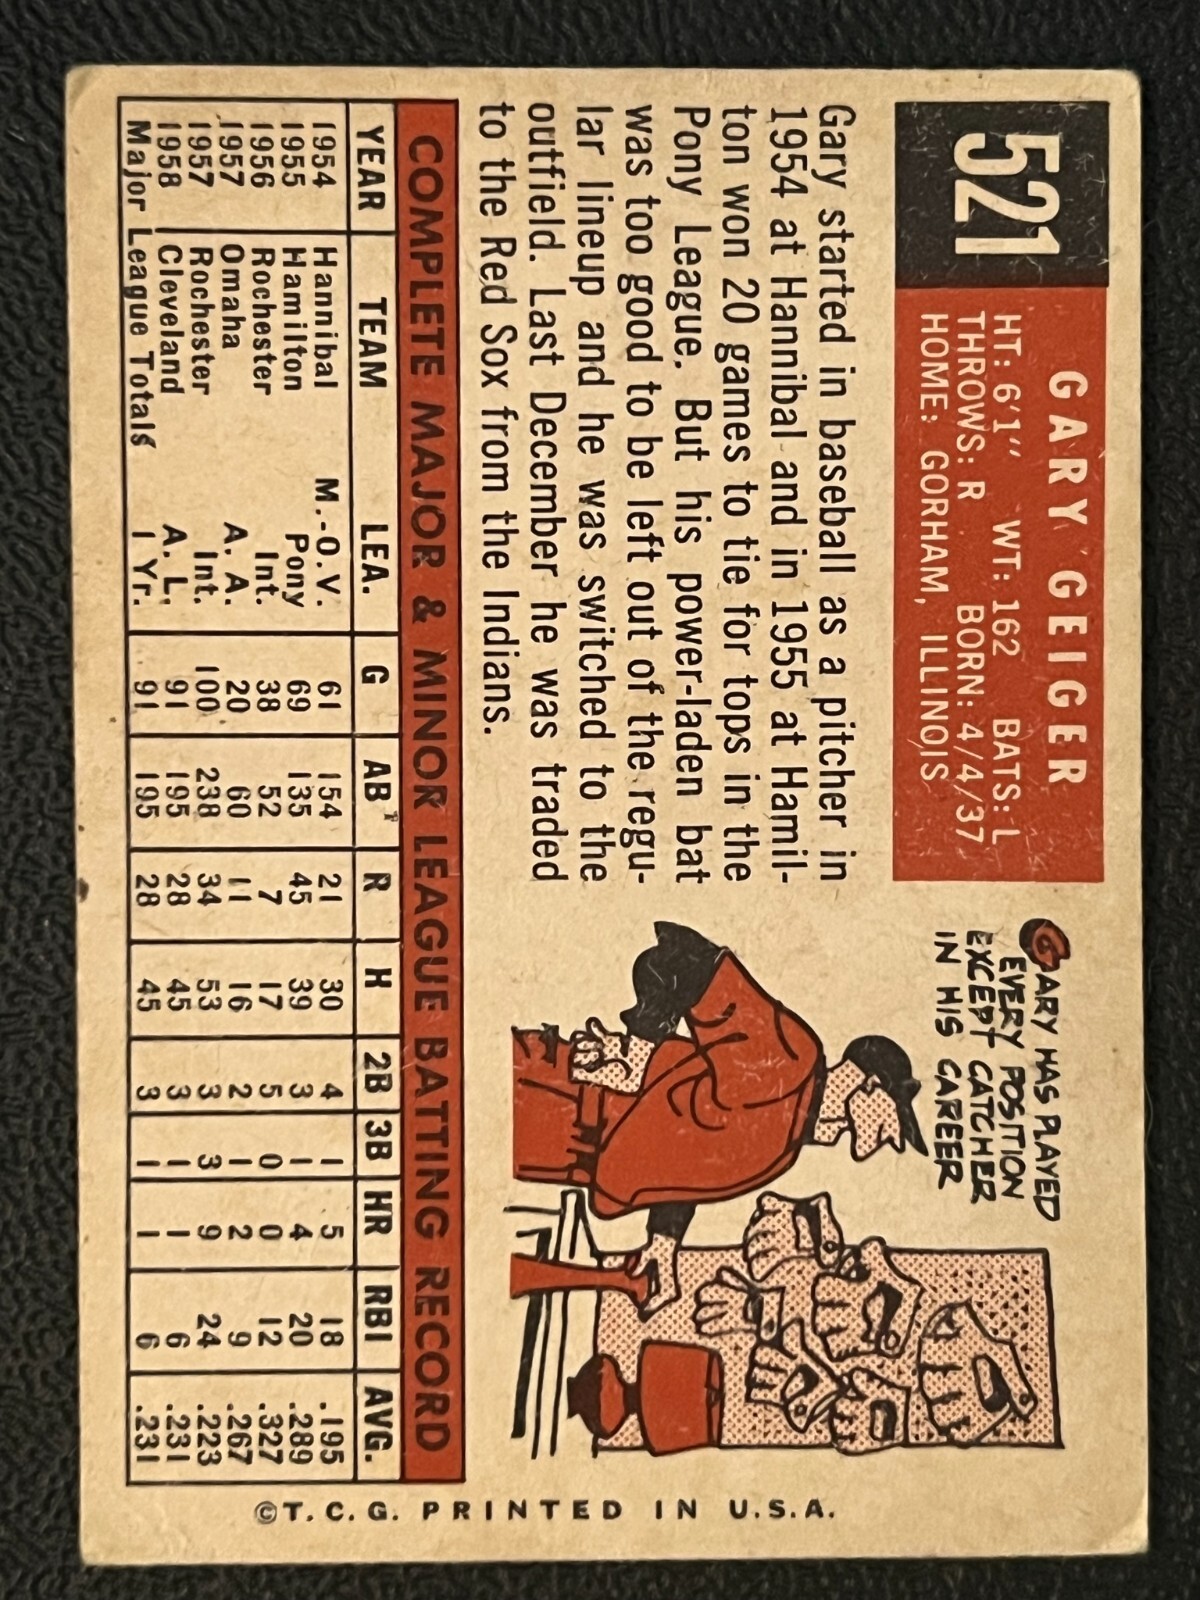 521
GARY GEIGER
HT: 6'1" WT: 162 BATS: L
THROWS: R BORN: 4/4/37
HOME: GORHAM, ILLINOIS
Gary started in baseball as a pitcher in
1954 at Hannibal and in 1955 at Hamil-
ton won 20 games to tie for tops in the
Pony League. But his power-laden bat
was too good to be left out of the regu-
lar lineup and he was switched to the
outfield. Last December he was traded
to the Red Sox from the Indians.
GARY HAS PLAYED
EVERY POSITION
EXCEPT CATCHER
IN HIS CAREER
COMPLETE MAJOR & MINOR LEAGUE BATTING RECORD
YEAR TEAM LEA. G AB R H 2B 3B HR RBI AVG.
1954 Hannibal M.-O.V. 61 154 21 30 4 1 5 18 .195
1955 Hamilton Pony 69 135 45 39 3 1 4 20 .289
1956 Rochester Int. 38 52 7 17 5 0 0 12 .327
1957 Omaha A. A. 20 60 11 16 2 1 2 9 .267
1957 Rochester Int. 100 238 34 53 3 3 9 24 .223
1958 Cleveland A. L. 91 195 28 45 3 1 1 6 .231
Major League Totals 1 Yr. 91 195 28 45 3 1 1 6 .231
©T. C. G. PRINTED IN U.S.A.